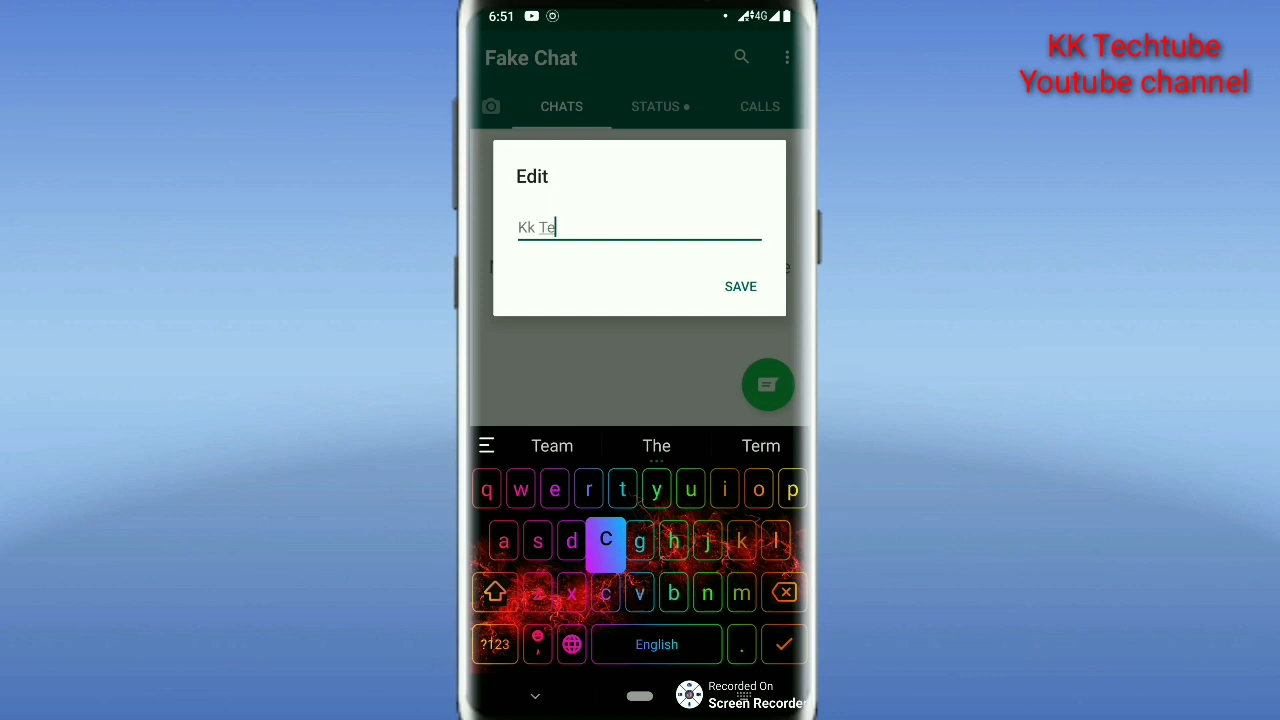 KK Techtube
Youtube channel
6:51
4G
Fake Chat
CHATS STATUS CALLS
Edit
Kk Te
SAVE
Team The Term
q w e r t y u i o p
a s d C g h j k l
z x c v b n m
?123 , English .
Recorded On
Screen Recorder